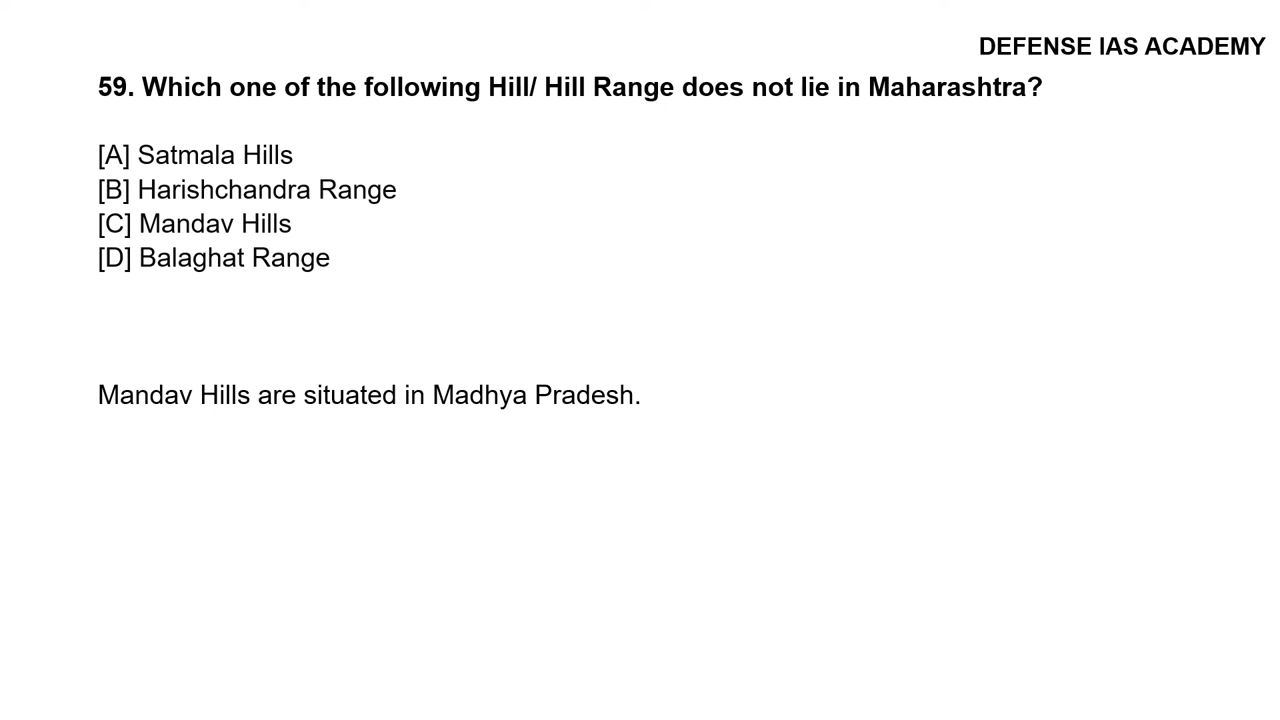 DEFENSE IAS ACADEMY
59. Which one of the following Hill/ Hill Range does not lie in Maharashtra?
[A] Satmala Hills
[B] Harishchandra Range
[C] Mandav Hills
[D] Balaghat Range
Mandav Hills are situated in Madhya Pradesh.